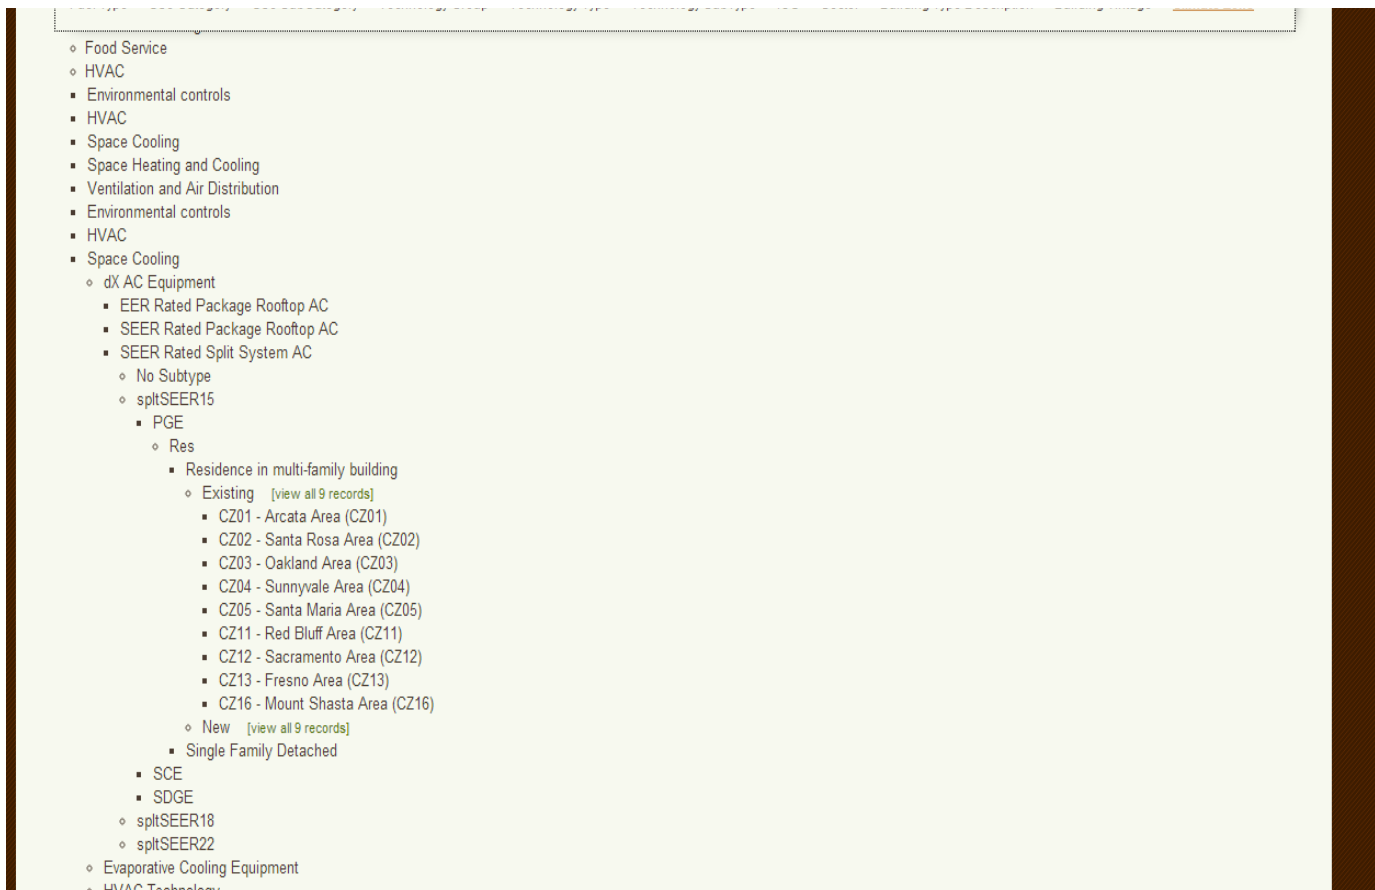 Food Service
HVAC
Environmental controls
HVAC
Space Cooling
Space Heating and Cooling
Ventilation and Air Distribution
Environmental controls
HVAC
Space Cooling
dX AC Equipment
EER Rated Package Rooftop AC
SEER Rated Package Rooftop AC
SEER Rated Split System AC
No Subtype
spltSEER15
PGE
Res
Residence in multi-family building
Existing [view all 9 records]
CZ01 - Arcata Area (CZ01)
CZ02 - Santa Rosa Area (CZ02)
CZ03 - Oakland Area (CZ03)
CZ04 - Sunnyvale Area (CZ04)
CZ05 - Santa Maria Area (CZ05)
CZ11 - Red Bluff Area (CZ11)
CZ12 - Sacramento Area (CZ12)
CZ13 - Fresno Area (CZ13)
CZ16 - Mount Shasta Area (CZ16)
New [view all 9 records]
Single Family Detached
SCE
SDGE
spltSEER18
spltSEER22
Evaporative Cooling Equipment
HVAC Technology